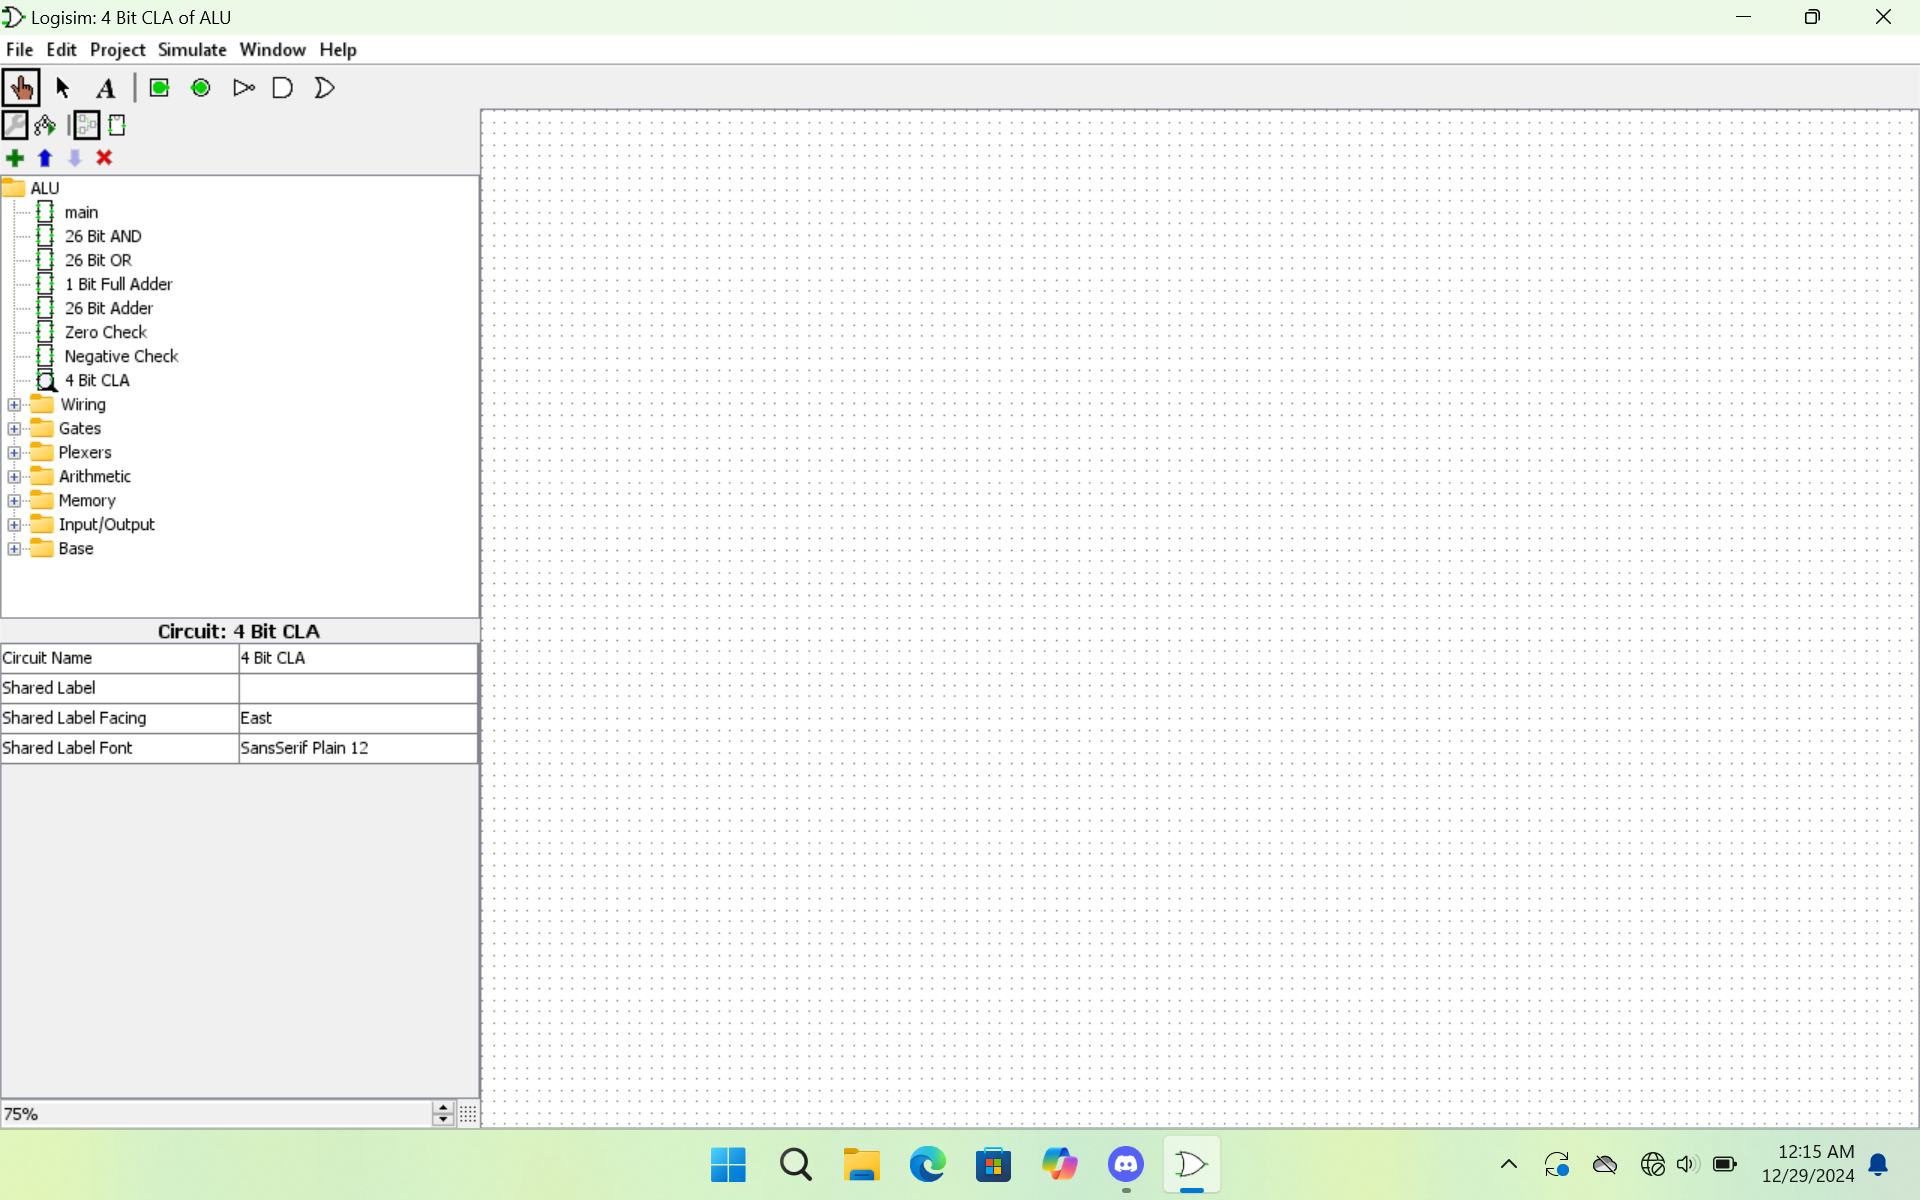 Logisim: 4 Bit CLA of ALU
File Edit Project Simulate Window Help
A
ALU
main
26 Bit AND
26 Bit OR
1 Bit Full Adder
26 Bit Adder
Zero Check
Negative Check
4 Bit CLA
Wiring
Gates
Plexers
Arithmetic
Memory
Input/Output
Base
Circuit: 4 Bit CLA
Circuit Name 4 Bit CLA
Shared Label
Shared Label Facing East
Shared Label Font SansSerif Plain 12
75%
12:15 AM
12/29/2024